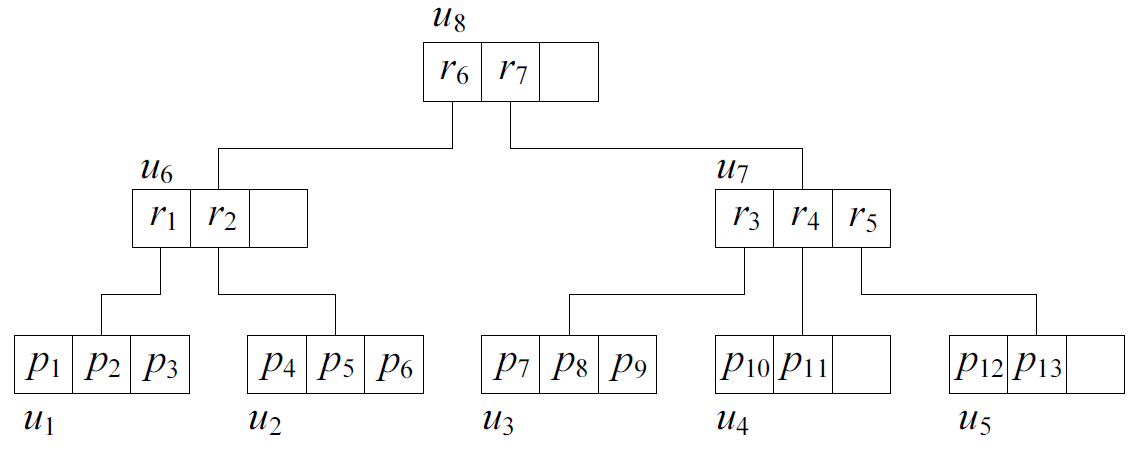 u₈
r₆ r₇
u₆ u₇
r₁ r₂ r₃ r₄ r₅
p₁ p₂ p₃ p₄ p₅ p₆ p₇ p₈ p₉ p₁₀ p₁₁ p₁₂ p₁₃
u₁ u₂ u₃ u₄ u₅